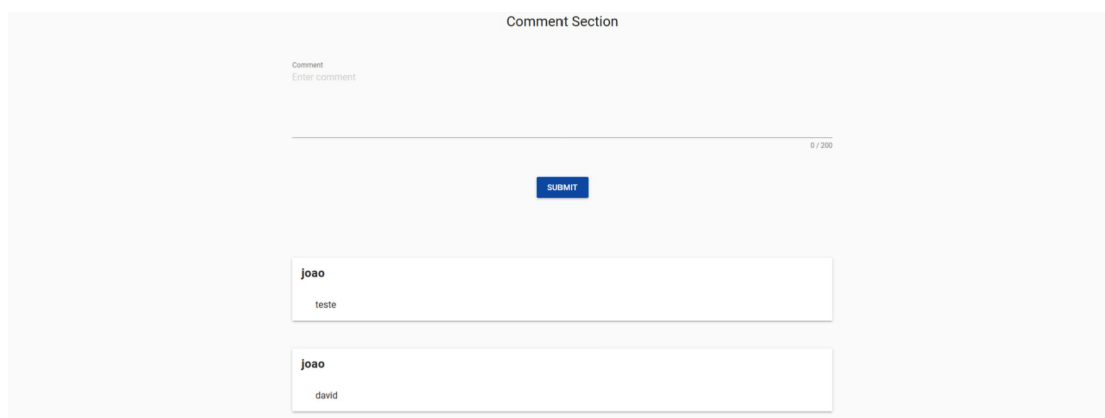 Comment Section
Comment
Enter comment
0 / 200
SUBMIT
joao
teste
joao
david